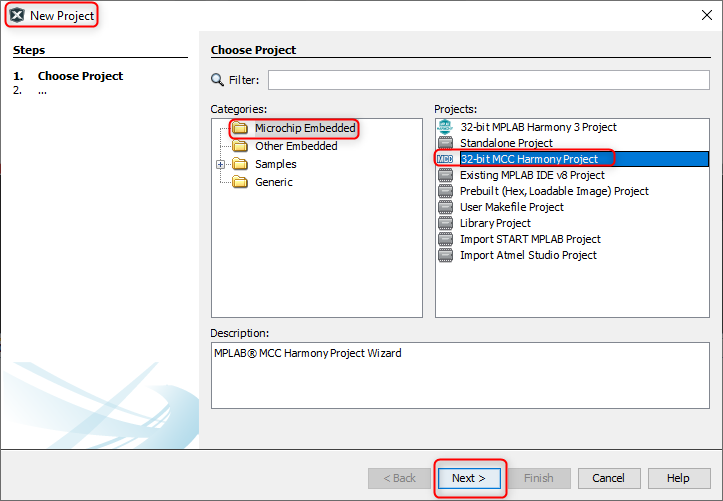 New Project
Steps
1. Choose Project
2. ...
Choose Project
Filter:
Categories:
Microchip Embedded
Other Embedded
Samples
Generic
Projects:
32-bit MPLAB Harmony 3 Project
Standalone Project
MCC 32-bit MCC Harmony Project
Existing MPLAB IDE v8 Project
Prebuilt (Hex, Loadable Image) Project
User Makefile Project
Library Project
Import START MPLAB Project
Import Atmel Studio Project
Description:
MPLAB® MCC Harmony Project Wizard
< Back
Next >
Finish
Cancel
Help